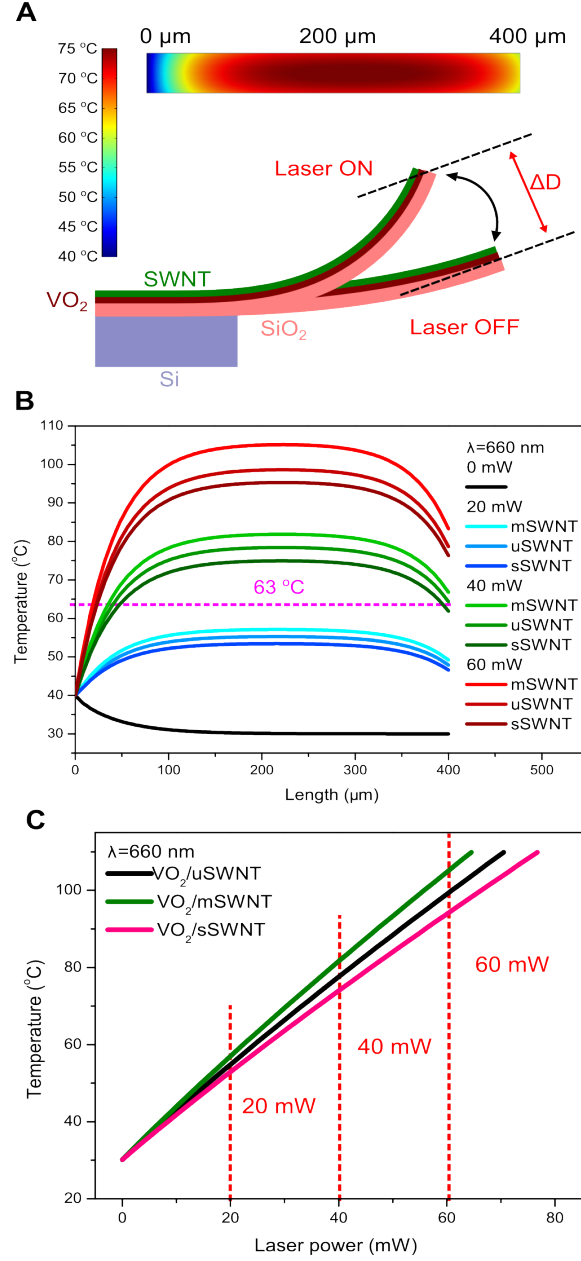 A
0 µm 200 µm 400 µm
75 °C
70 °C
65 °C
60 °C
55 °C
50 °C
45 °C
40 °C
Laser ON
ΔD
SWNT
VO₂
SiO₂
Laser OFF
Si
B
Temperature (°C)
110
100
90
80
70
60
50
40
30
63 °C
λ=660 nm
0 mW
20 mW
mSWNT
uSWNT
sSWNT
40 mW
mSWNT
uSWNT
sSWNT
60 mW
mSWNT
uSWNT
sSWNT
0 100 200 300 400 500
Length (µm)
C
λ=660 nm
VO₂/uSWNT
VO₂/mSWNT
VO₂/sSWNT
Temperature (°C)
100
80
60
40
20
60 mW
40 mW
20 mW
0 20 40 60 80
Laser power (mW)